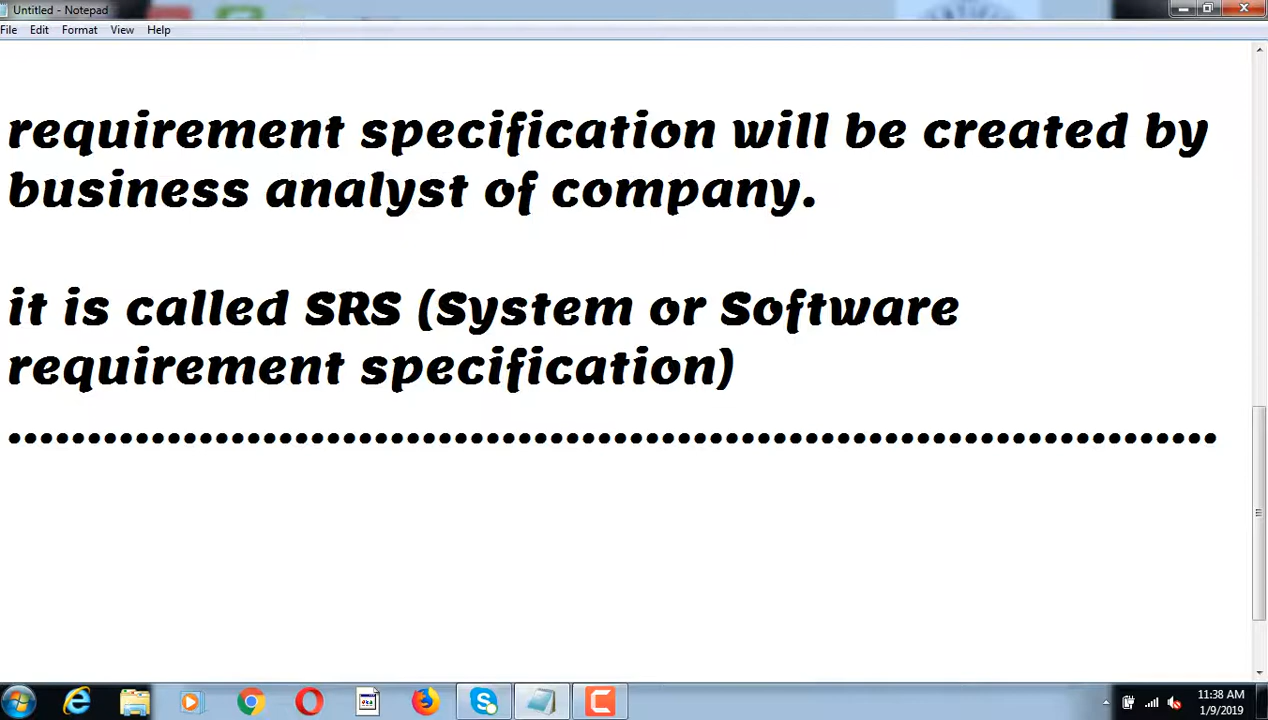 Untitled - Notepad
File Edit Format View Help
requirement specification will be created by
business analyst of company.
it is called SRS (System or Software
requirement specification)
............................................................................
11:38 AM
1/9/2019